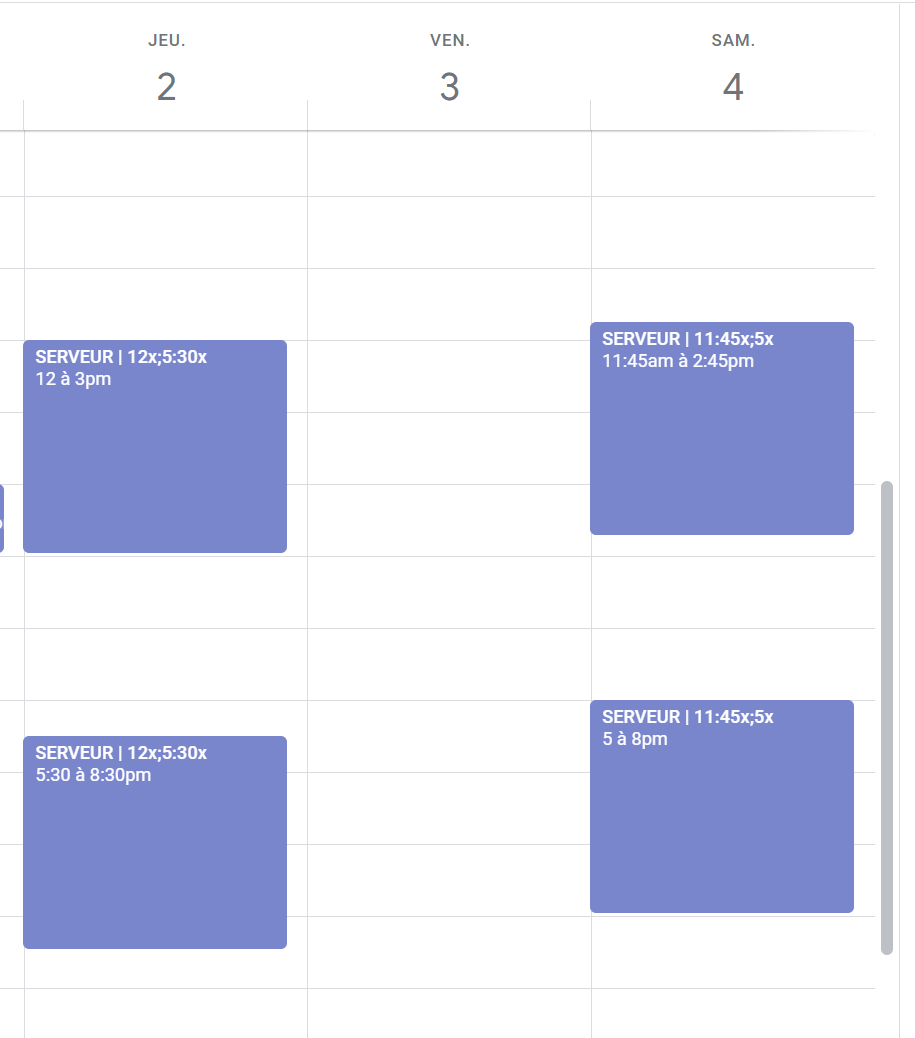 JEU.
2
VEN.
3
SAM.
4
SERVEUR | 12x;5:30x
12 à 3pm
SERVEUR | 11:45x;5x
11:45am à 2:45pm
SERVEUR | 12x;5:30x
5:30 à 8:30pm
SERVEUR | 11:45x;5x
5 à 8pm